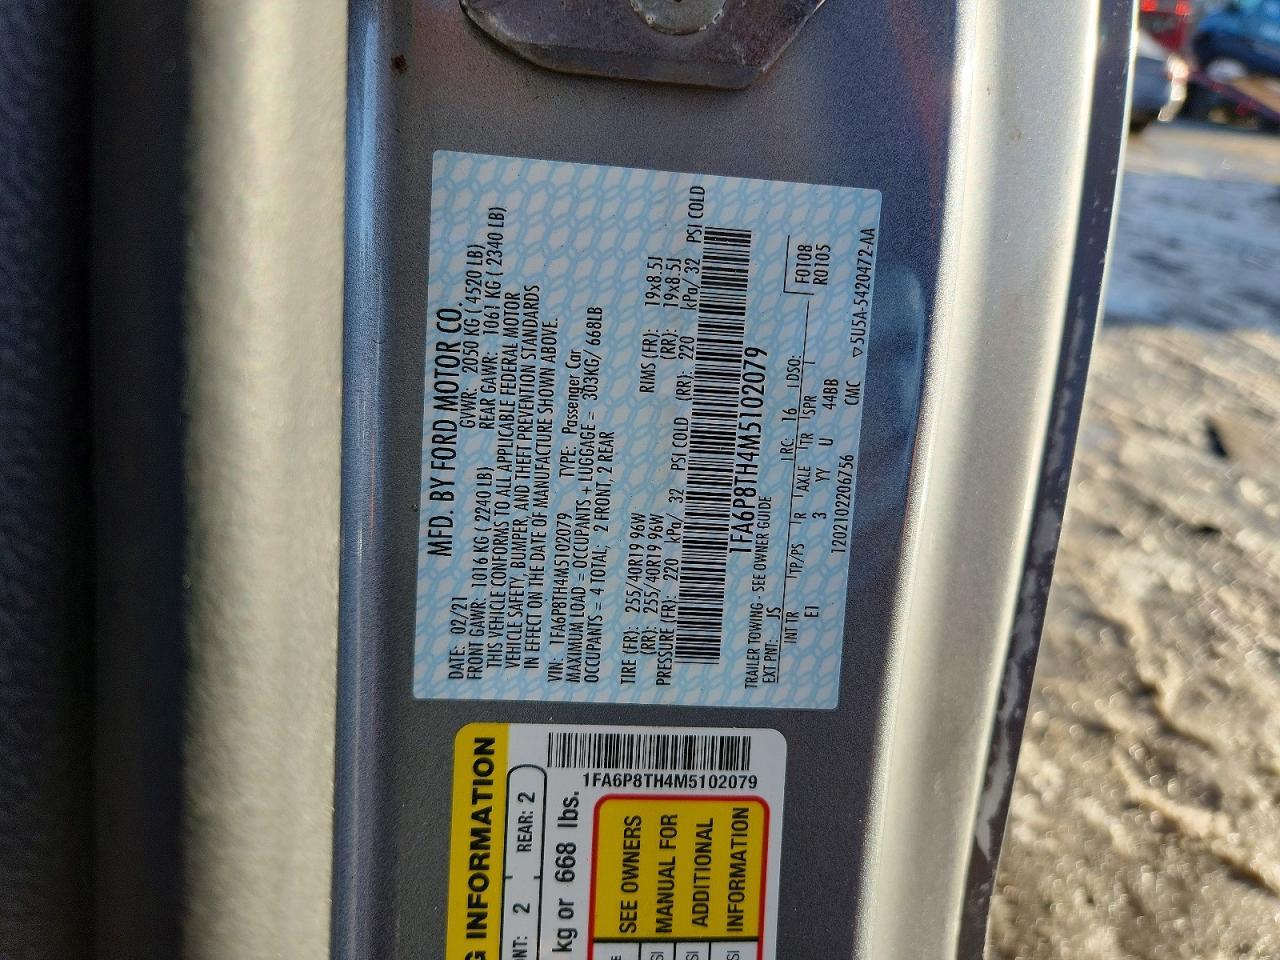 MFD. BY FORD MOTOR CO.
DATE: 02/21 GVWR: 2050 KG ( 4520 LB)
FRONT GAWR: 1016 KG 2240 LB) REAR GAWR: 1061 KG ( 2340 LB)
THIS VEHICLE CONFORMS TO ALL APPLICABLE FEDERAL MOTOR
VEHICLE SAFETY, BUMPER, AND THEFT PREVENTION STANDARDS
IN EFFECT ON THE DATE OF MANUFACTURE SHOWN ABOVE.
VIN: 1FA6P8TH4M5102079 TYPE: Passenger Car
MAXIMUM LOAD = OCCUPANTS + LUGGAGE = 303KG/ 668LB
OCCUPANTS = 4 TOTAL; 2 FRONT, 2 REAR
TIRE (FR): 255/40R19 96W RIMS (FR): 19x8.5J
(RR): 255/40R19 96W (RR): 19x8.5J
PRESSURE (FR): 220 kPa/ 32 PSI COLD (RR): 220 kPa/ 32 PSI COLD
1FA6P8TH4M5102079
TRAILER TOWING - SEE OWNER GUIDE
EXT PNT: JS RC: 16 DSO: F0108
INT TR TP/PS R AXLE TR SPR R0105
EI 3 YY U 44BB
1202102206756 CMC ▽5U5A-5420472-AA
G INFORMATION
NT: 2 REAR: 2
kg or 668 lbs.
1FA6P8TH4M5102079
SEE OWNERS
MANUAL FOR
ADDITIONAL
INFORMATION